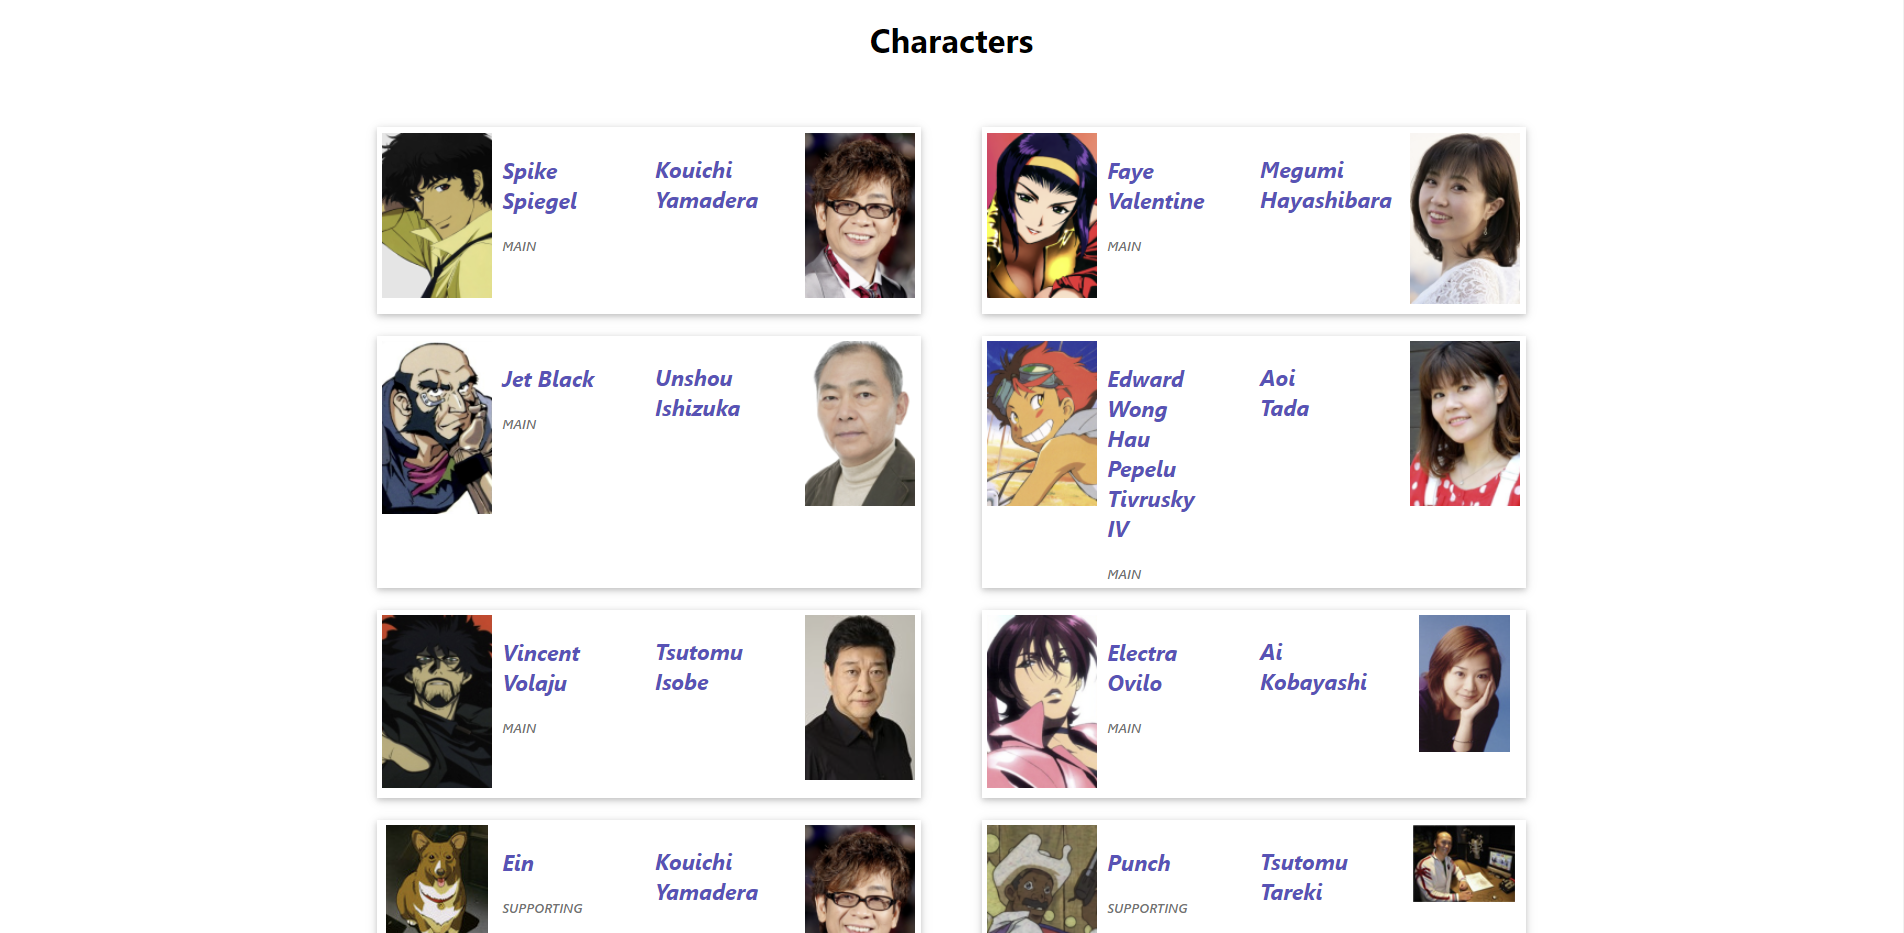 Characters
Spike
Spiegel
MAIN
Kouichi
Yamadera
Faye
Valentine
MAIN
Megumi
Hayashibara
Jet Black
MAIN
Unshou
Ishizuka
Edward
Wong
Hau
Pepelu
Tivrusky
IV
MAIN
Aoi
Tada
Vincent
Volaju
MAIN
Tsutomu
Isobe
Electra
Ovilo
MAIN
Ai
Kobayashi
Ein
SUPPORTING
Kouichi
Yamadera
Punch
SUPPORTING
Tsutomu
Tareki